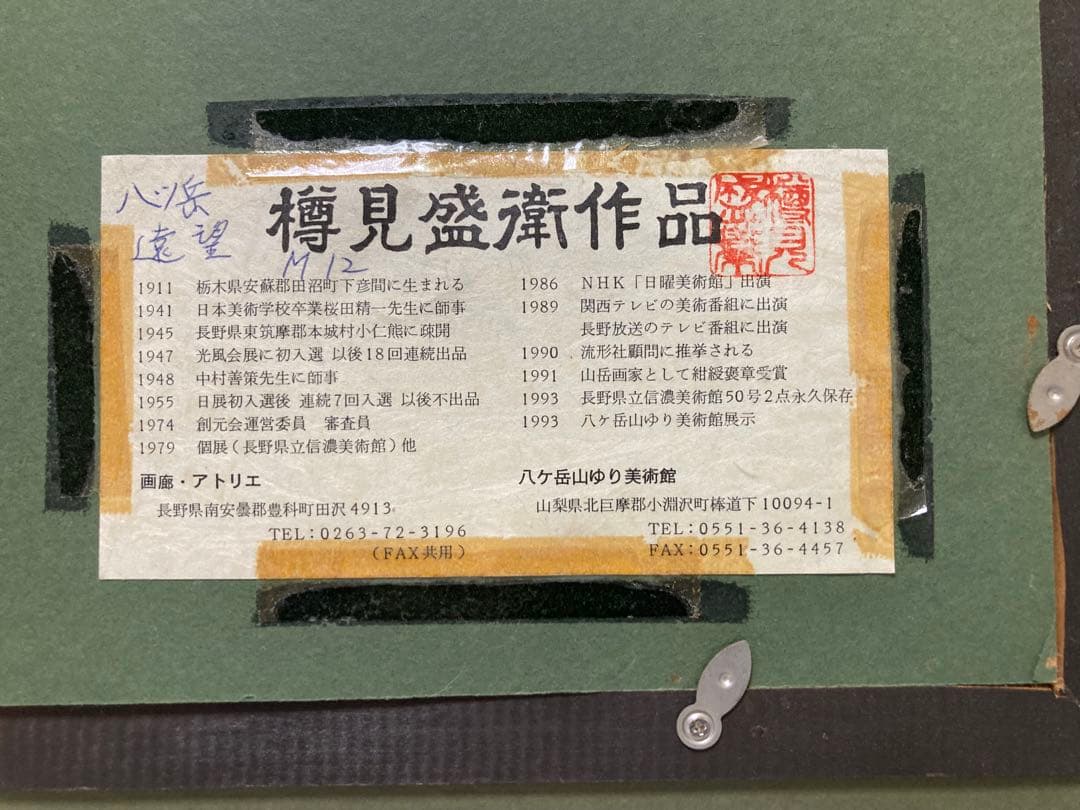 八ツ岳
遠望
M12
樽見盛衛作品
1911 栃木県安蘇郡田沼町下彦間に生まれる
1941 日本美術学校卒業桜田精一先生に師事
1945 長野県東筑摩郡本城村小仁熊に疎開
1947 光風会展に初入選 以後18回連続出品
1948 中村善策先生に師事
1955 日展初入選後 連続7回入選 以後不出品
1974 創元会運営委員 審査員
1979 個展(長野県立信濃美術館)他
画廊・アトリエ
長野県南安曇郡豊科町田沢4913
TEL:0263-72-3196
(FAX共用)
1986 NHK「日曜美術館」出演
1989 関西テレビの美術番組に出演
長野放送のテレビ番組に出演
1990 流形社顧問に推挙される
1991 山岳画家として紺綬褒章受賞
1993 長野県立信濃美術館50号2点永久保存
1993 八ヶ岳山ゆり美術館展示
八ケ岳山ゆり美術館
山梨県北巨摩郡小淵沢町棒道下10094-1
TEL:0551-36-4138
FAX:0551-36-4457